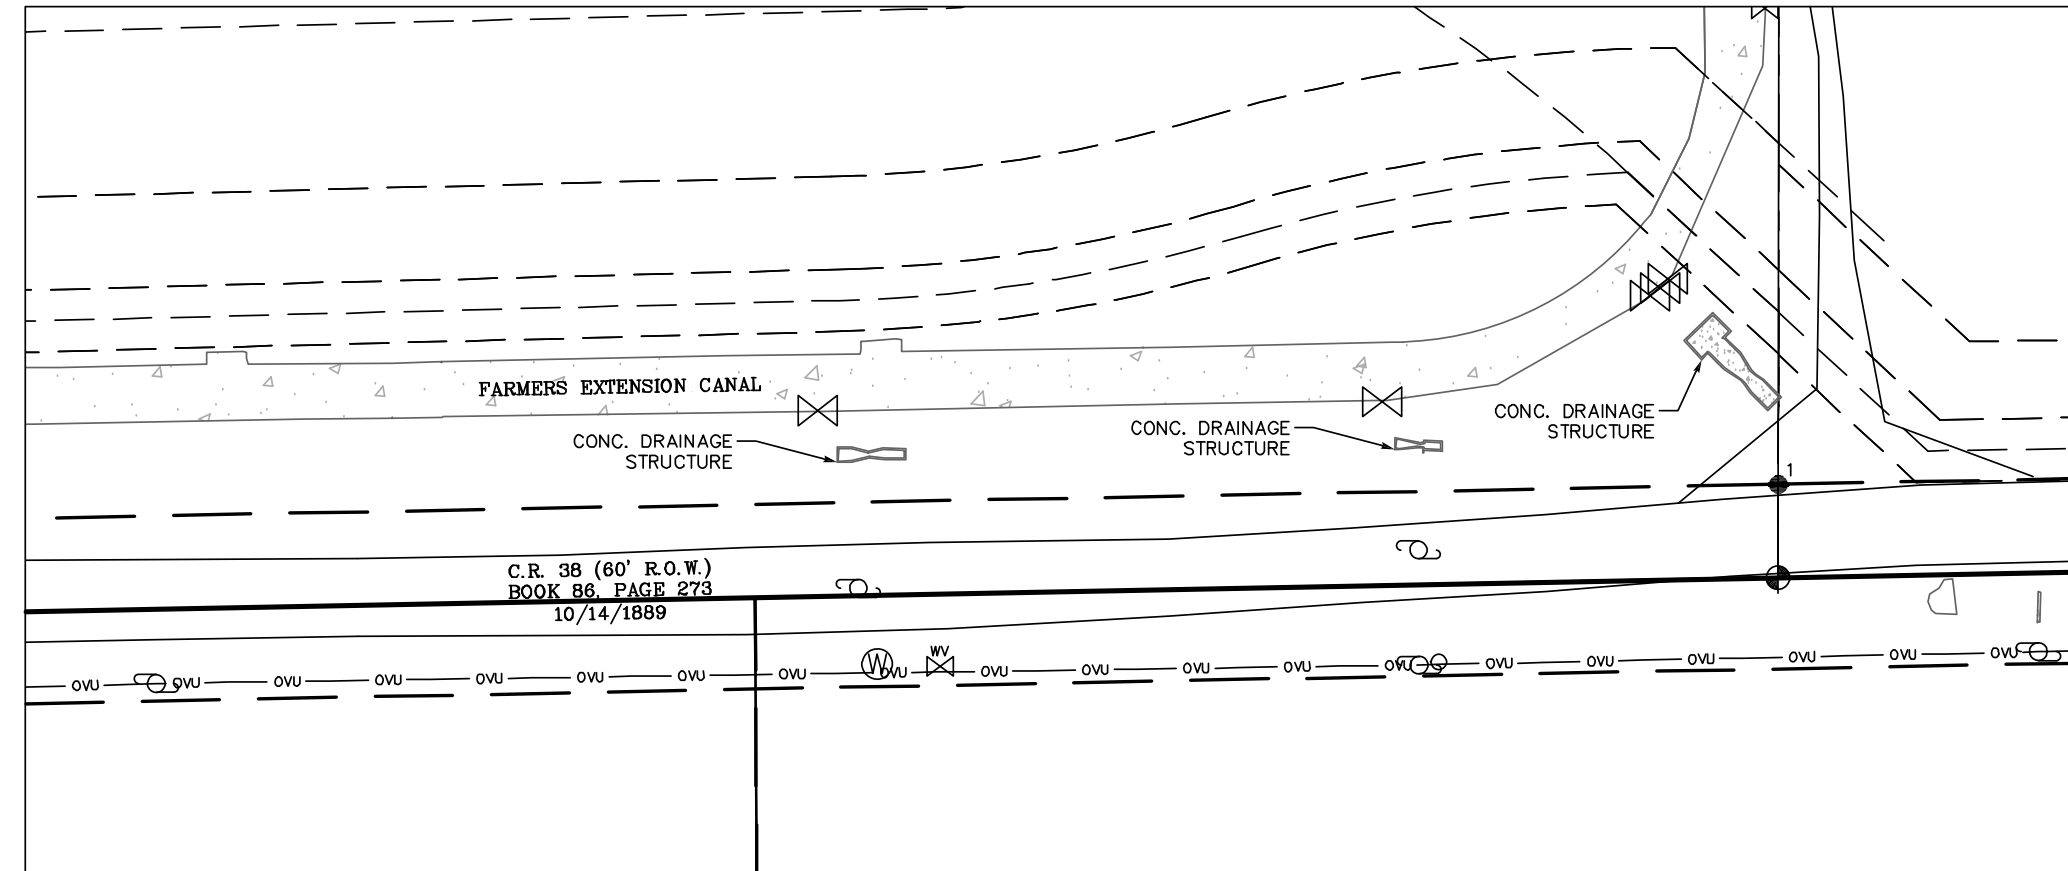 FARMERS EXTENSION CANAL
CONC. DRAINAGE
STRUCTURE
CONC. DRAINAGE
STRUCTURE
CONC. DRAINAGE
STRUCTURE
1
C.R. 38 (60' R.O.W.)
BOOK 86, PAGE 273
10/14/1889
W
WV
OVU OVU OVU OVU OVU OVU OVU OVU OVU OVU OVU OVU OVU OVU OVU OVU OVU OVU OVU OVU